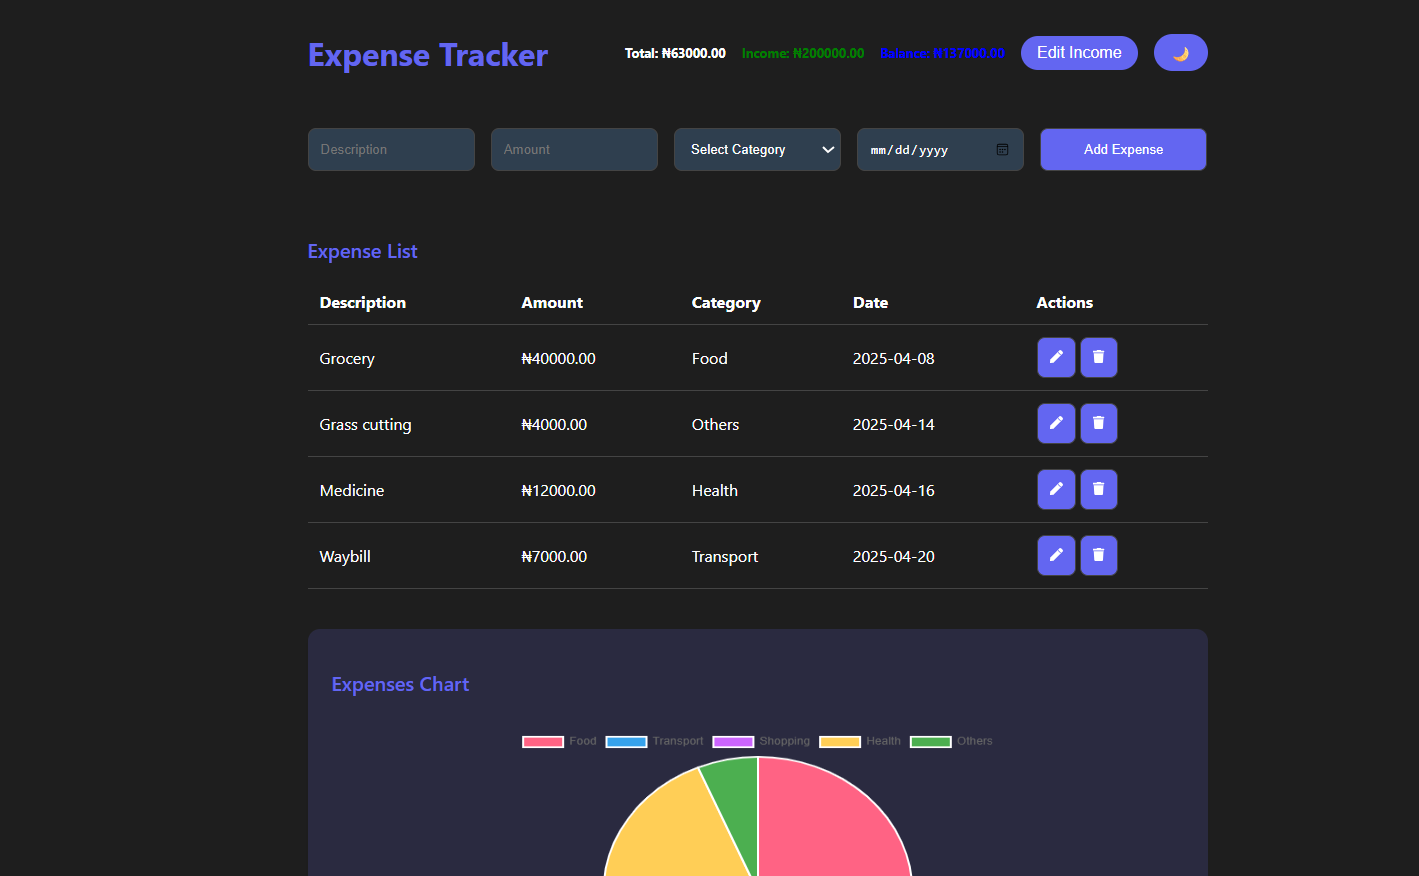 Expense Tracker
Total: ₦63000.00 Income: ₦200000.00 Balance: ₦137000.00 Edit Income
Description Amount Select Category mm/dd/yyyy Add Expense
Expense List
Description Amount Category Date Actions
Grocery ₦40000.00 Food 2025-04-08
Grass cutting ₦4000.00 Others 2025-04-14
Medicine ₦12000.00 Health 2025-04-16
Waybill ₦7000.00 Transport 2025-04-20
Expenses Chart
Food Transport Shopping Health Others